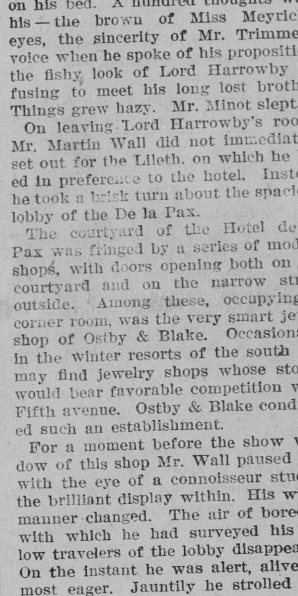 on his bed. A hundred thoughts w
his — the brown of Miss Meyric
eyes, the sincerity of Mr. Trimme
voice when he spoke of his propositi
the fishy look of Lord Harrowby
fusing to meet his long lost broth
Things grew hazy. Mr. Minot slept
On leaving Lord Harrowby's roo
Mr. Martin Wall did not immediat
set out for the Lileth, on which he
ed in preference to the hotel. Inst
he took a brisk turn about the spaci
lobby of the De la Pax.
The courtyard of the Hotel de
Pax was fringed by a series of mod
shops, with doors opening both on
courtyard and on the narrow st
outside. Among these, occupying
corner room, was the very smart je
shop of Ostby & Blake. Occasiona
in the winter resorts of the south
may find jewelry shops whose sto
would bear favorable competition w
Fifth avenue. Ostby & Blake cond
ed such an establishment.
For a moment before the show w
dow of this shop Mr. Wall paused
with the eye of a connoisseur stu
the brilliant display within. His w
manner changed. The air of bore
with which he had surveyed his
low travelers of the lobby disappea
On the instant he was alert, alive
most eager. Jauntily he strolled